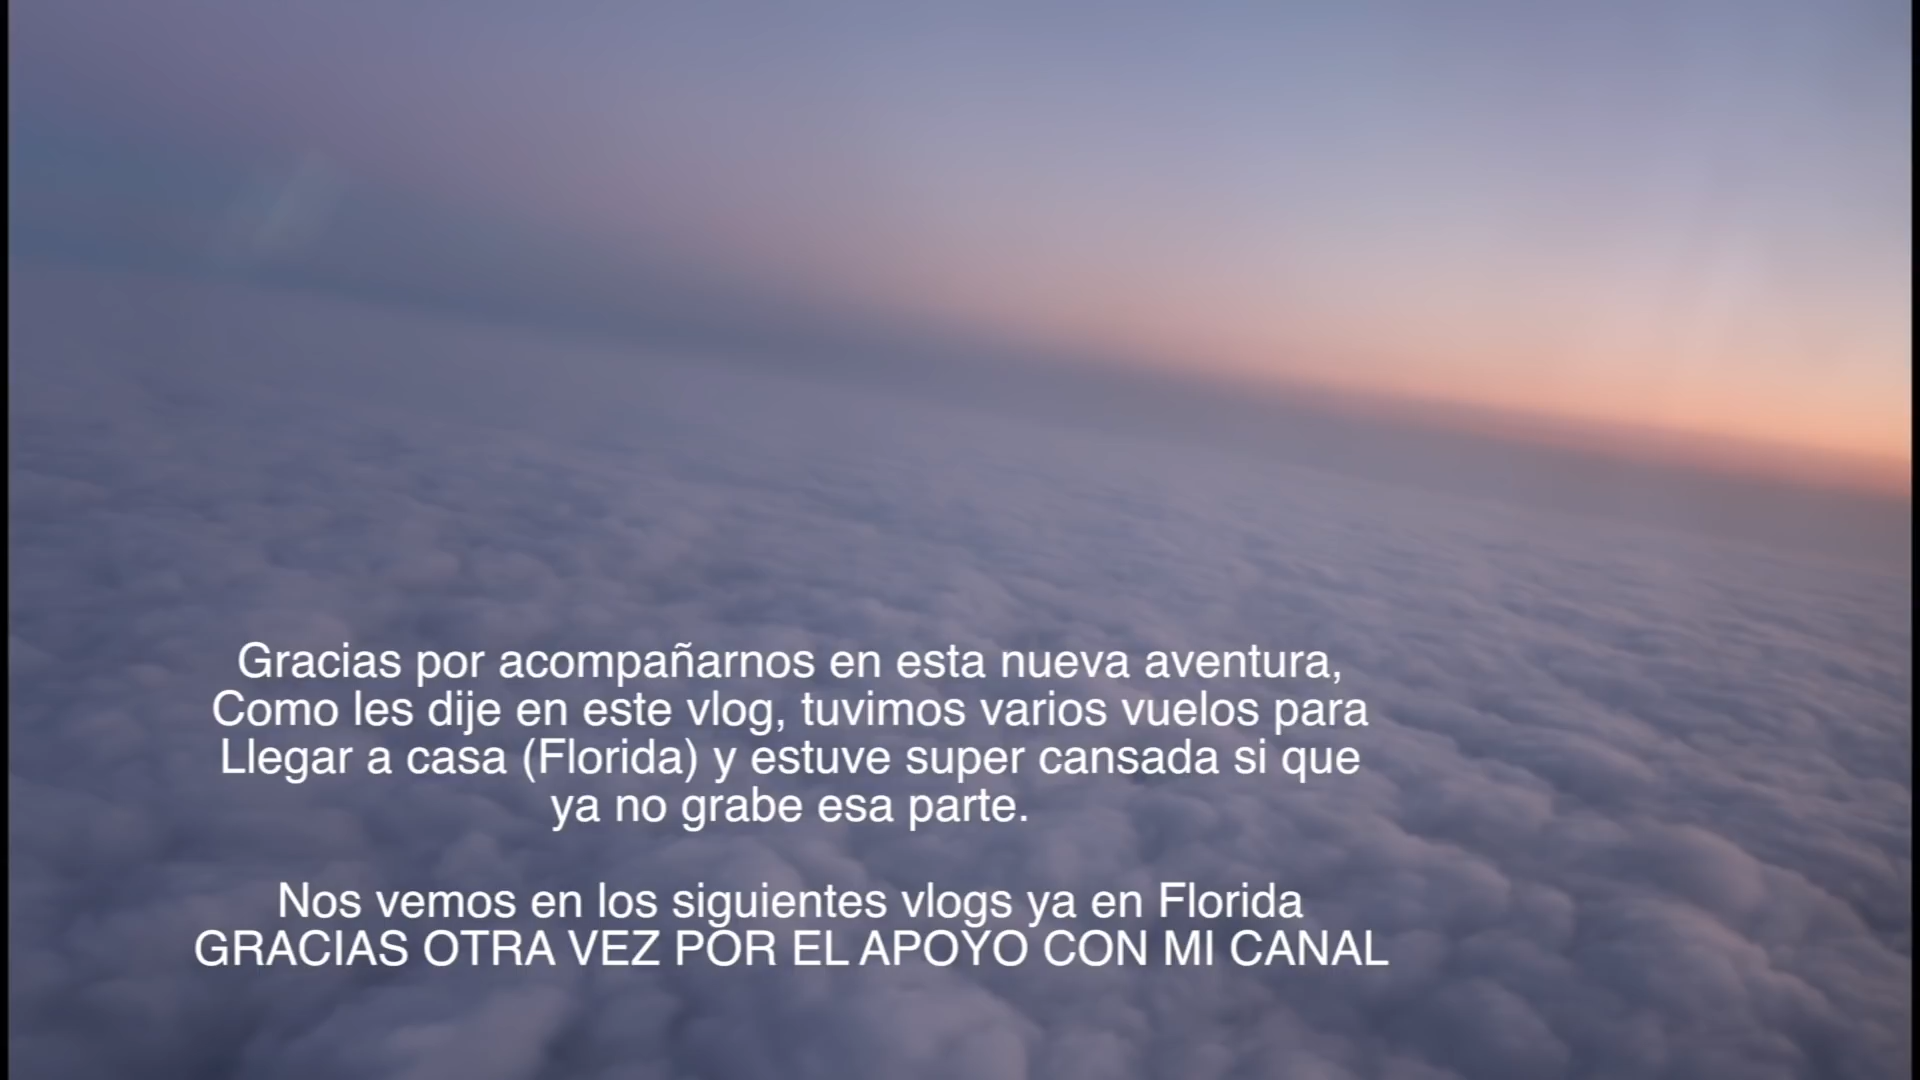 Gracias por acompañarnos en esta nueva aventura,
Como les dije en este vlog, tuvimos varios vuelos para
Llegar a casa (Florida) y estuve super cansada si que
ya no grabe esa parte.
Nos vemos en los siguientes vlogs ya en Florida
GRACIAS OTRA VEZ POR EL APOYO CON MI CANAL